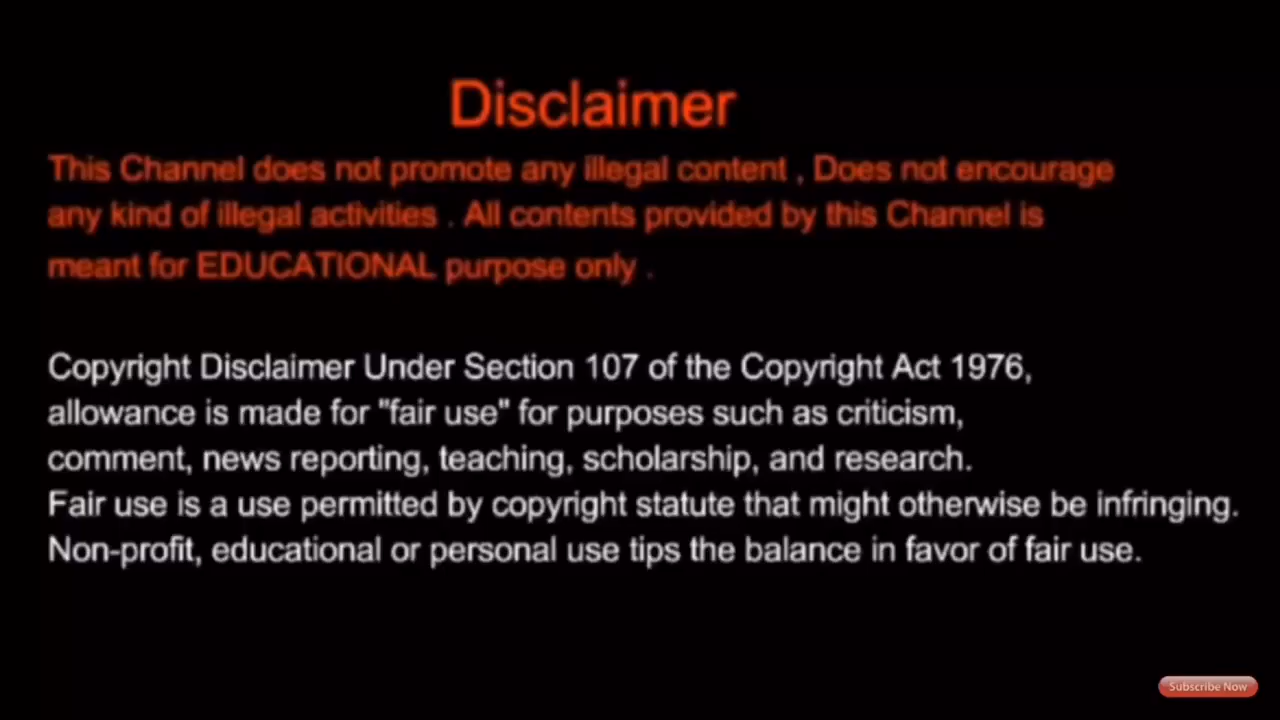 Disclaimer
This Channel does not promote any illegal content , Does not encourage
any kind of illegal activities . All contents provided by this Channel is
meant for EDUCATIONAL purpose only .
Copyright Disclaimer Under Section 107 of the Copyright Act 1976,
allowance is made for "fair use" for purposes such as criticism,
comment, news reporting, teaching, scholarship, and research.
Fair use is a use permitted by copyright statute that might otherwise be infringing.
Non-profit, educational or personal use tips the balance in favor of fair use.
Subscribe Now